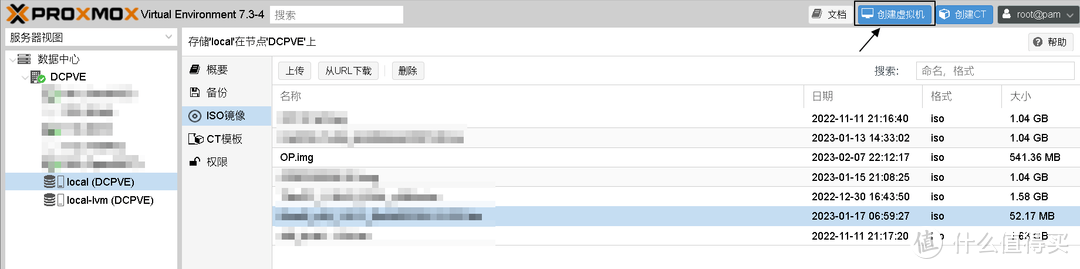 PROXMOX Virtual Environment 7.3-4 搜索 文档 创建虚拟机 创建CT root@pam
服务器视图 存储'local'在节点'DCPVE'上 帮助
数据中心
DCPVE
local (DCPVE)
local-lvm (DCPVE)
概要
备份
ISO镜像
CT模板
权限
上传 从URL下载 删除 搜索: 命名, 格式
名称 日期 格式 大小
2022-11-11 21:16:40 iso 1.04 GB
2023-01-13 14:33:02 iso 1.04 GB
OP.img 2023-02-07 22:12:17 iso 541.36 MB
2023-01-15 21:08:25 iso 1.04 GB
2022-12-30 16:43:50 iso 1.58 GB
2023-01-17 06:59:27 iso 52.17 MB
2022-11-11 21:17:20 iso GB
值 什么值得买